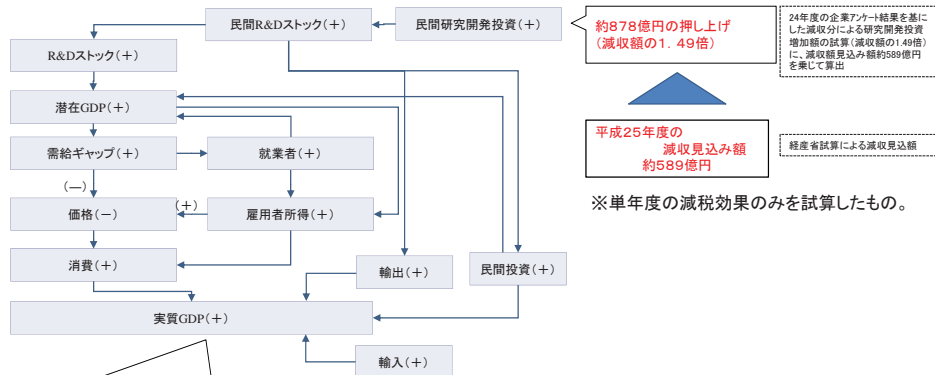 民間R&Dストック(+)
民間研究開発投資(+)
約878億円の押し上げ
(減収額の1.49倍)
24年度の企業アンケート結果を基に
した減収分による研究開発投資
増加額の試算(減収額の1.49倍)
に、減収額見込み額約589億円
を乗じて算出
R&Dストック(+)
潜在GDP(+)
平成25年度の
減収見込み額
約589億円
経産省試算による減収見込額
需給ギャップ(+)
就業者(+)
(-)
(+)
価格(-)
雇用者所得(+)
※単年度の減税効果のみを試算したもの。
消費(+)
輸出(+)
民間投資(+)
実質GDP(+)
輸入(+)